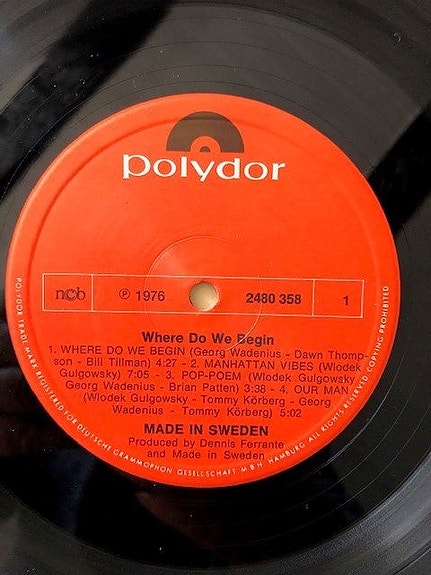 polydor
ncb ℗ 1976 2480 358 1
Where Do We Begin
1. WHERE DO WE BEGIN (Georg Wadenius - Dawn Thomp-
son - Bill Tillman) 4:27 - 2. MANHATTAN VIBES (Wlodek
Gulgowsky) 7:05 - 3. POP-POEM (Wlodek Gulgowsky
Georg Wadenius - Brian Patten) 3:38 - 4. OUR MAN
(Wlodek Gulgowsky - Tommy Körberg - Georg
Wadenius - Tommy Körberg) 5:02
MADE IN SWEDEN
Produced by Dennis Ferrante
and Made in Sweden
POLYDOR TRADE MARK REGISTERED FOR DEUTSCHE GRAMMOPHON GESELLSCHAFT M·B·H HAMBURG ALL RIGHTS RESERVED COPYING PROHIBITED